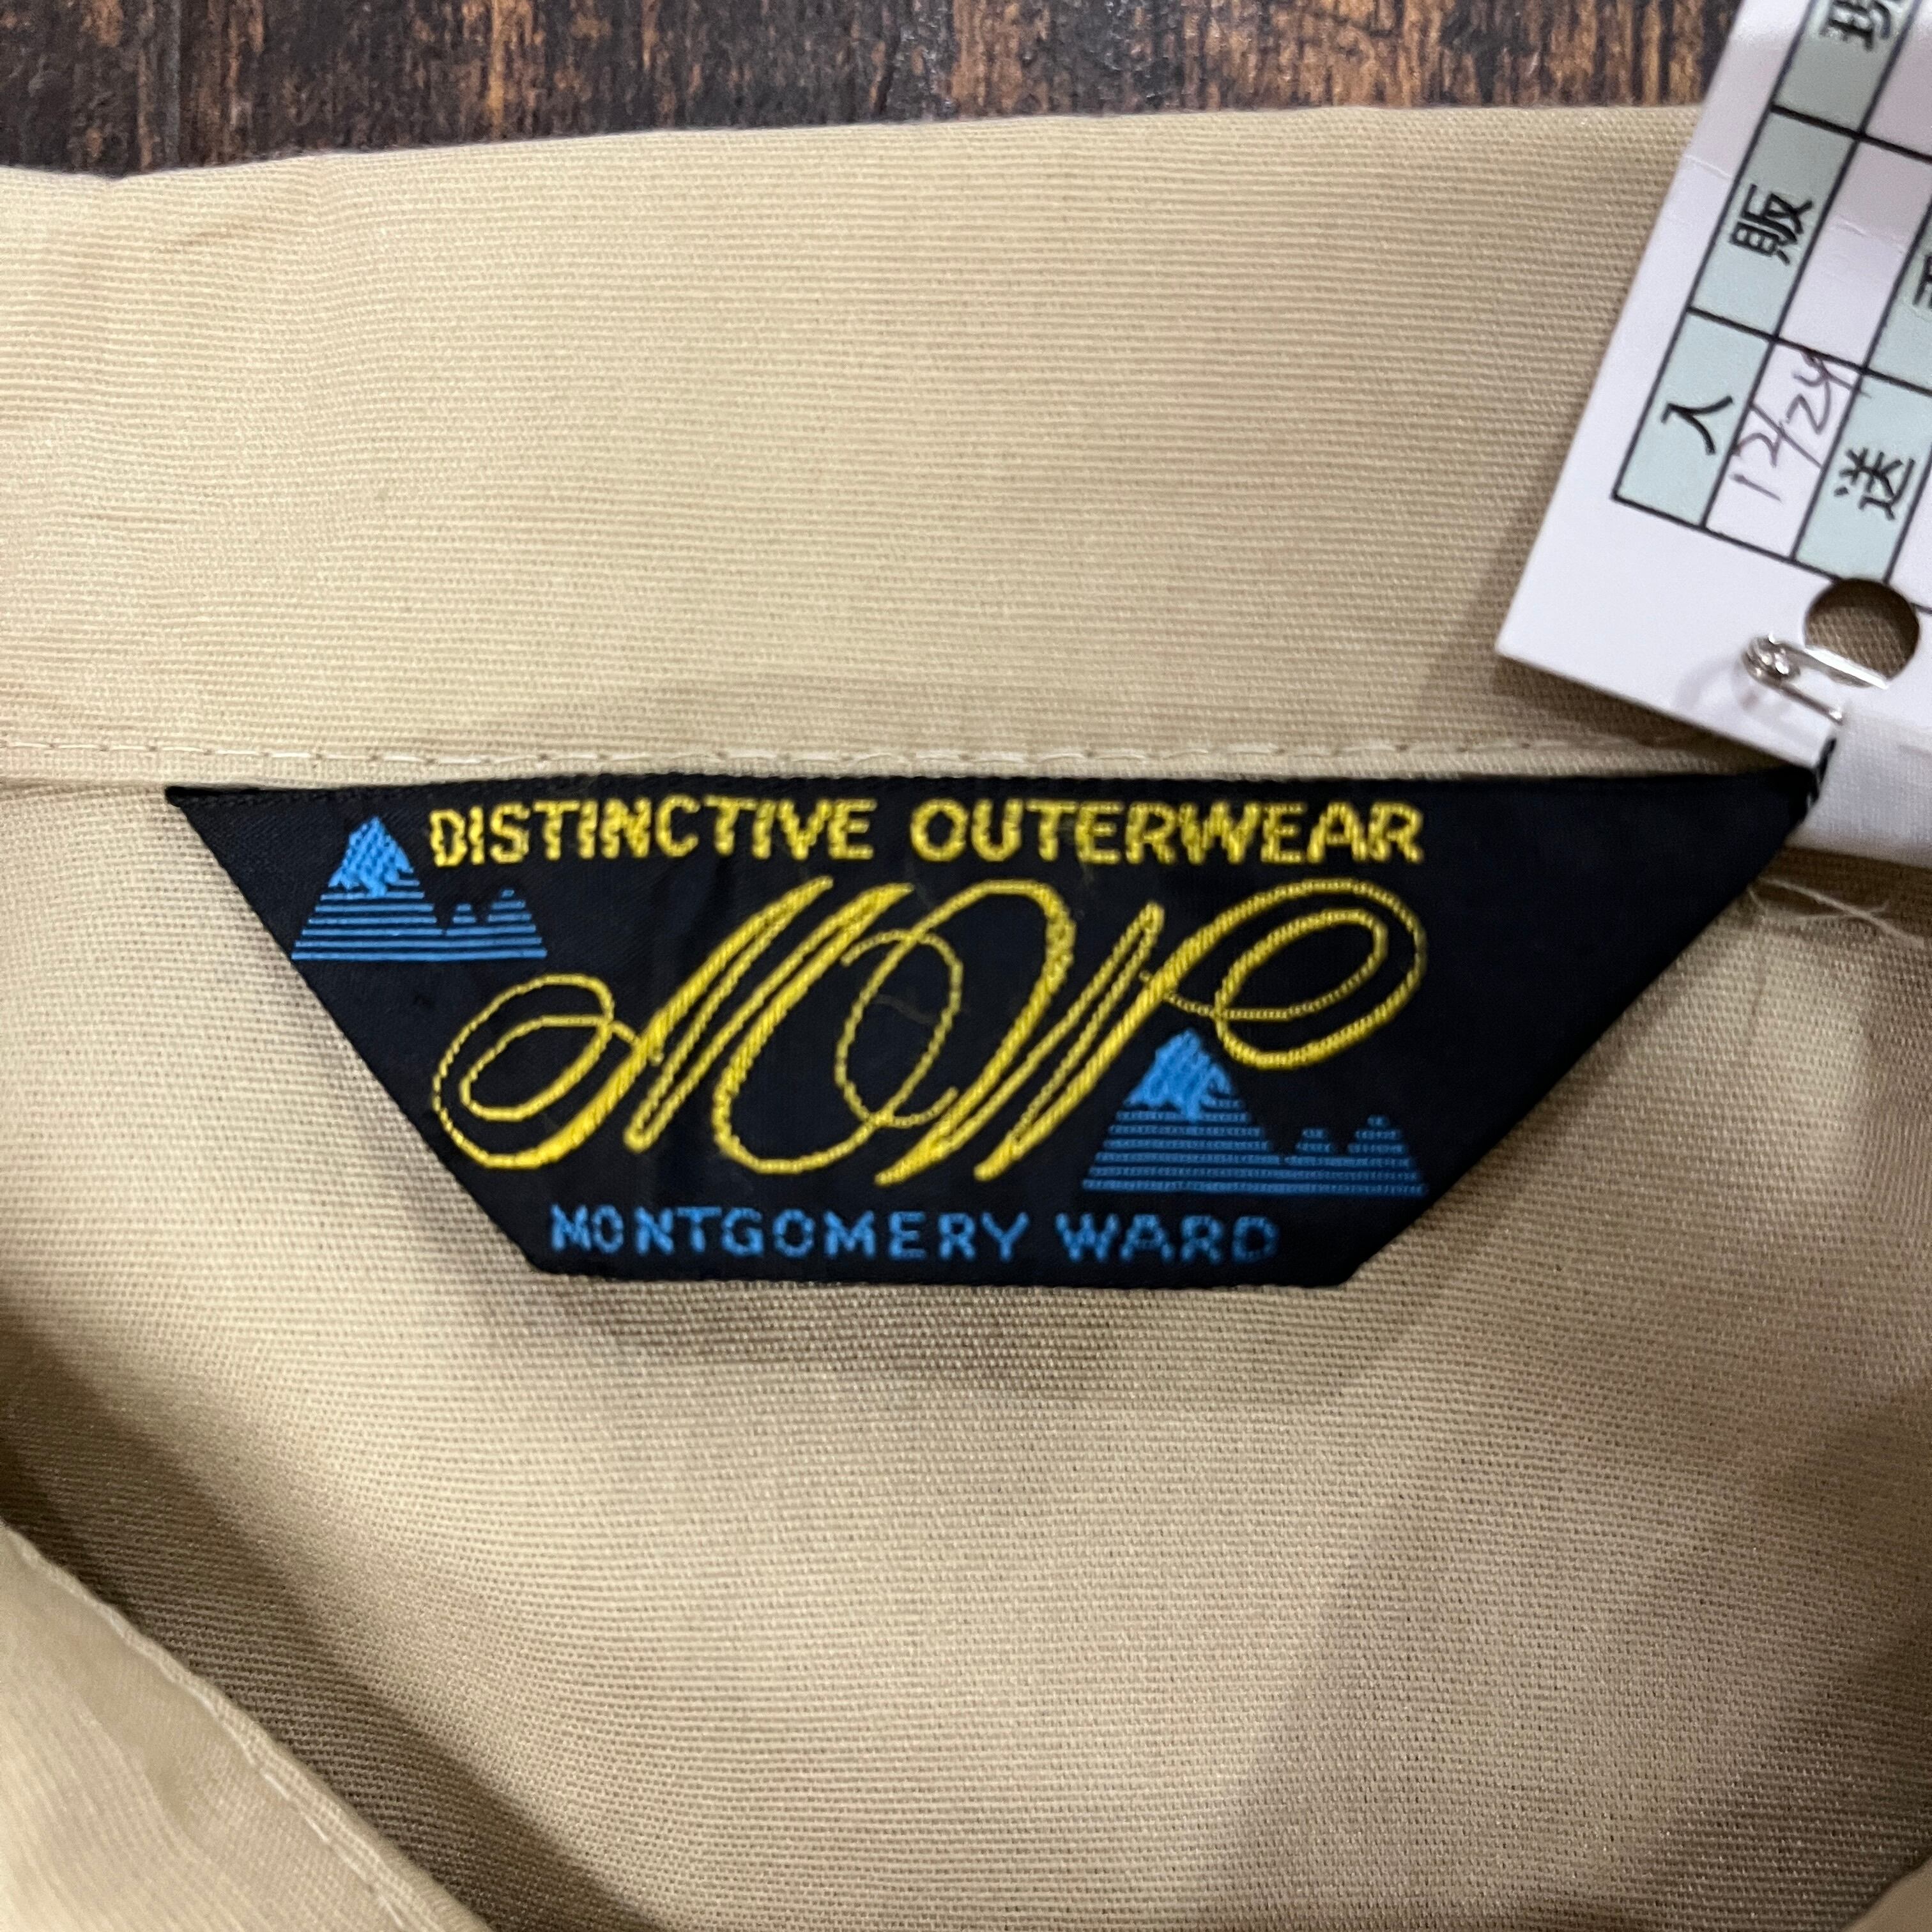 DISTINCTIVE OUTERWEAR
MW
MONTGOMERY WARD
販
入
12/24
送